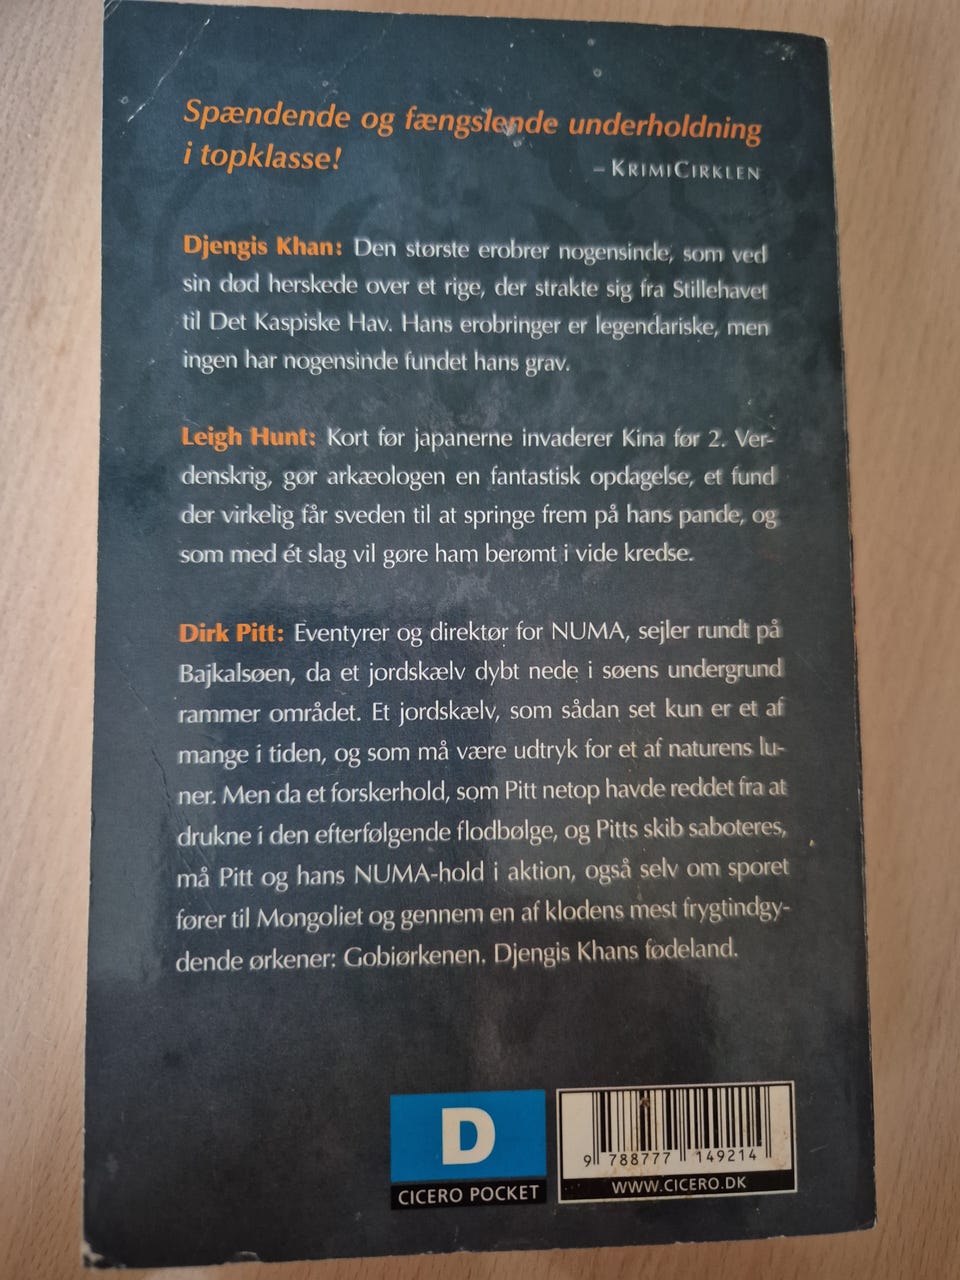 Spændende og fængslende underholdning
i topklasse!
– KRIMICIRKLEN
Djengis Khan: Den største erobrer nogensinde, som ved
sin død herskede over et rige, der strakte sig fra Stillehavet
til Det Kaspiske Hav. Hans erobringer er legendariske, men
ingen har nogensinde fundet hans grav.
Leigh Hunt: Kort før japanerne invaderer Kina før 2. Ver-
denskrig, gør arkæologen en fantastisk opdagelse, et fund
der virkelig får sveden til at springe frem på hans pande, og
som med ét slag vil gøre ham berømt i vide kredse.
Dirk Pitt: Eventyrer og direktør for NUMA, sejler rundt på
Bajkalsøen, da et jordskælv dybt nede i søens undergrund
rammer området. Et jordskælv, som sådan set kun er et af
mange i tiden, og som må være udtryk for et af naturens lu-
ner. Men da et forskerhold, som Pitt netop havde reddet fra at
drukne i den efterfølgende flodbølge, og Pitts skib saboteres,
må Pitt og hans NUMA-hold i aktion, også selv om sporet
fører til Mongoliet og gennem en af klodens mest frygtindgy-
dende ørkener: Gobiørkenen. Djengis Khans fødeland.
D
CICERO POCKET
9 788777 149214
WWW.CICERO.DK